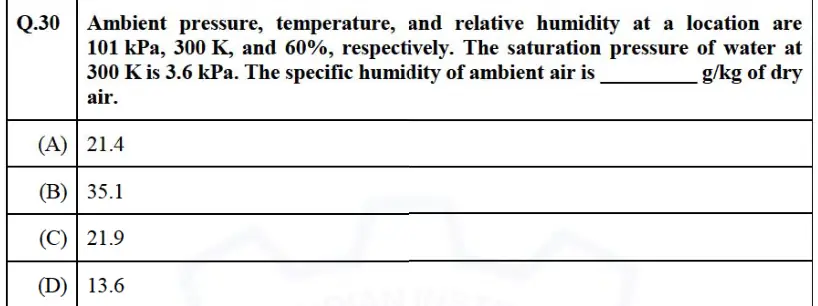 Q.30 Ambient pressure, temperature, and relative humidity at a location are
101 kPa, 300 K, and 60%, respectively. The saturation pressure of water at
300 K is 3.6 kPa. The specific humidity of ambient air is _________ g/kg of dry
air.
(A) 21.4
(B) 35.1
(C) 21.9
(D) 13.6